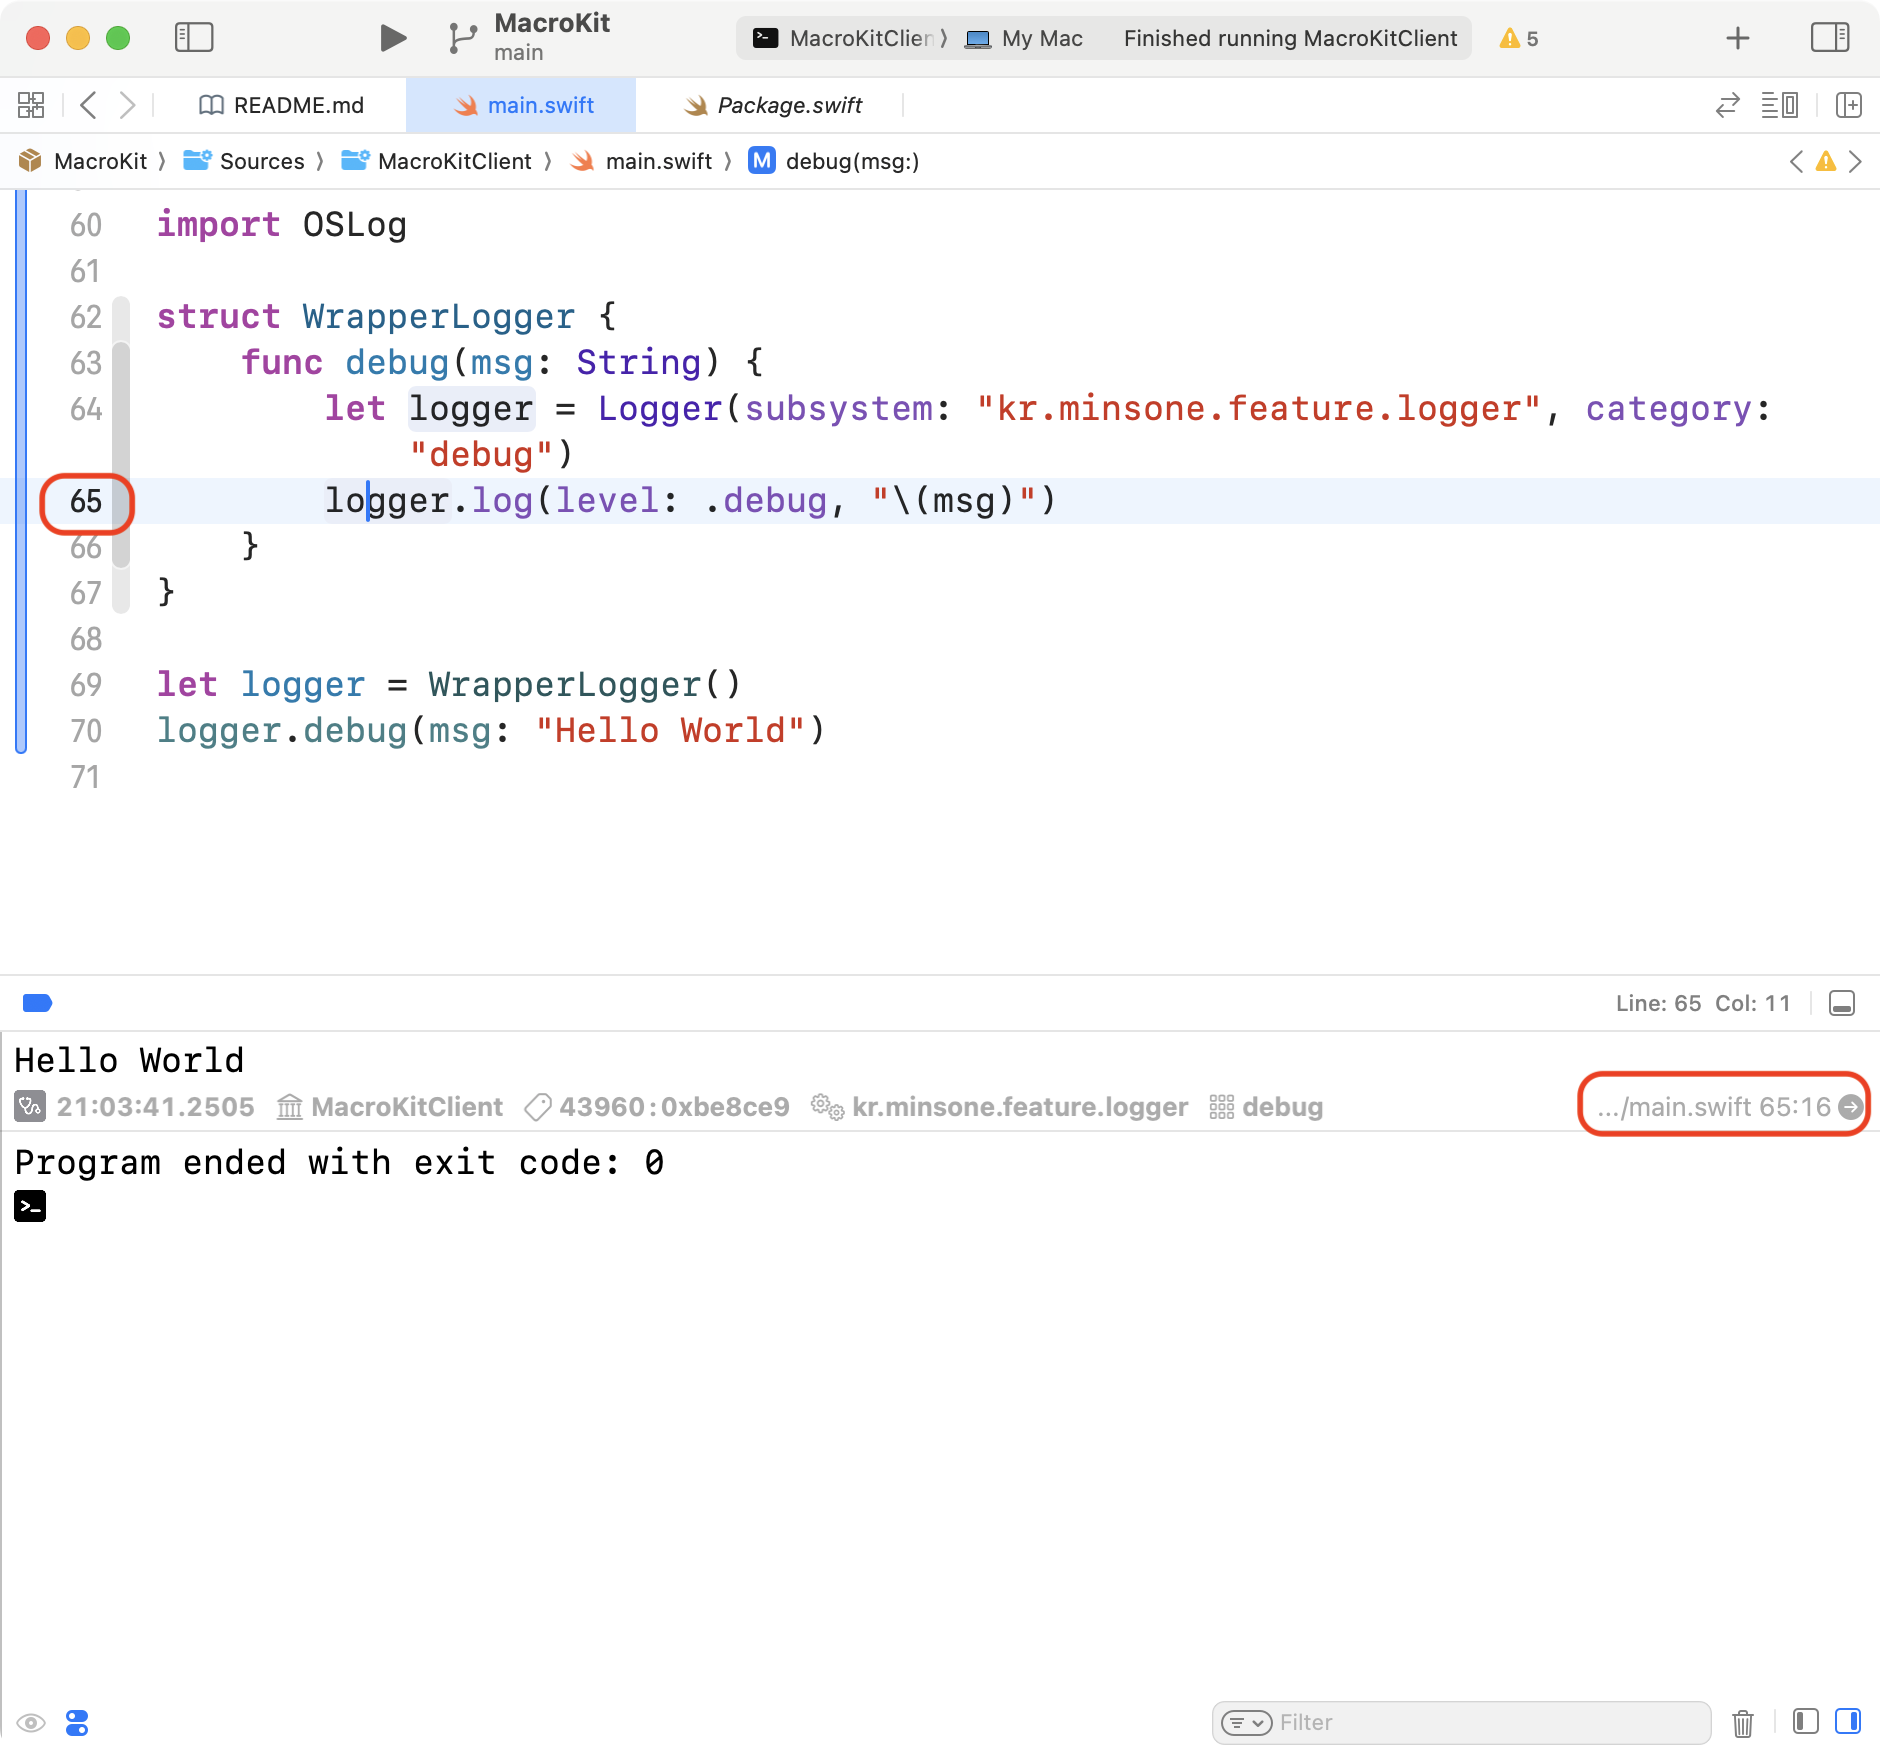 MacroKit
main
MacroKitClien
My Mac
Finished running MacroKitClient
5
README.md
main.swift
Package.swift
MacroKit
Sources
MacroKitClient
main.swift
M
debug(msg:)
60 import OSLog
61
62 struct WrapperLogger {
63 func debug(msg: String) {
64 let logger = Logger(subsystem: "kr.minsone.feature.logger", category:
"debug")
65 logger.log(level: .debug, "\(msg)")
66 }
67 }
68
69 let logger = WrapperLogger()
70 logger.debug(msg: "Hello World")
71
Line: 65 Col: 11
Hello World
21:03:41.2505 MacroKitClient 43960:0xbe8ce9 kr.minsone.feature.logger debug .../main.swift 65:16
Program ended with exit code: 0
Filter